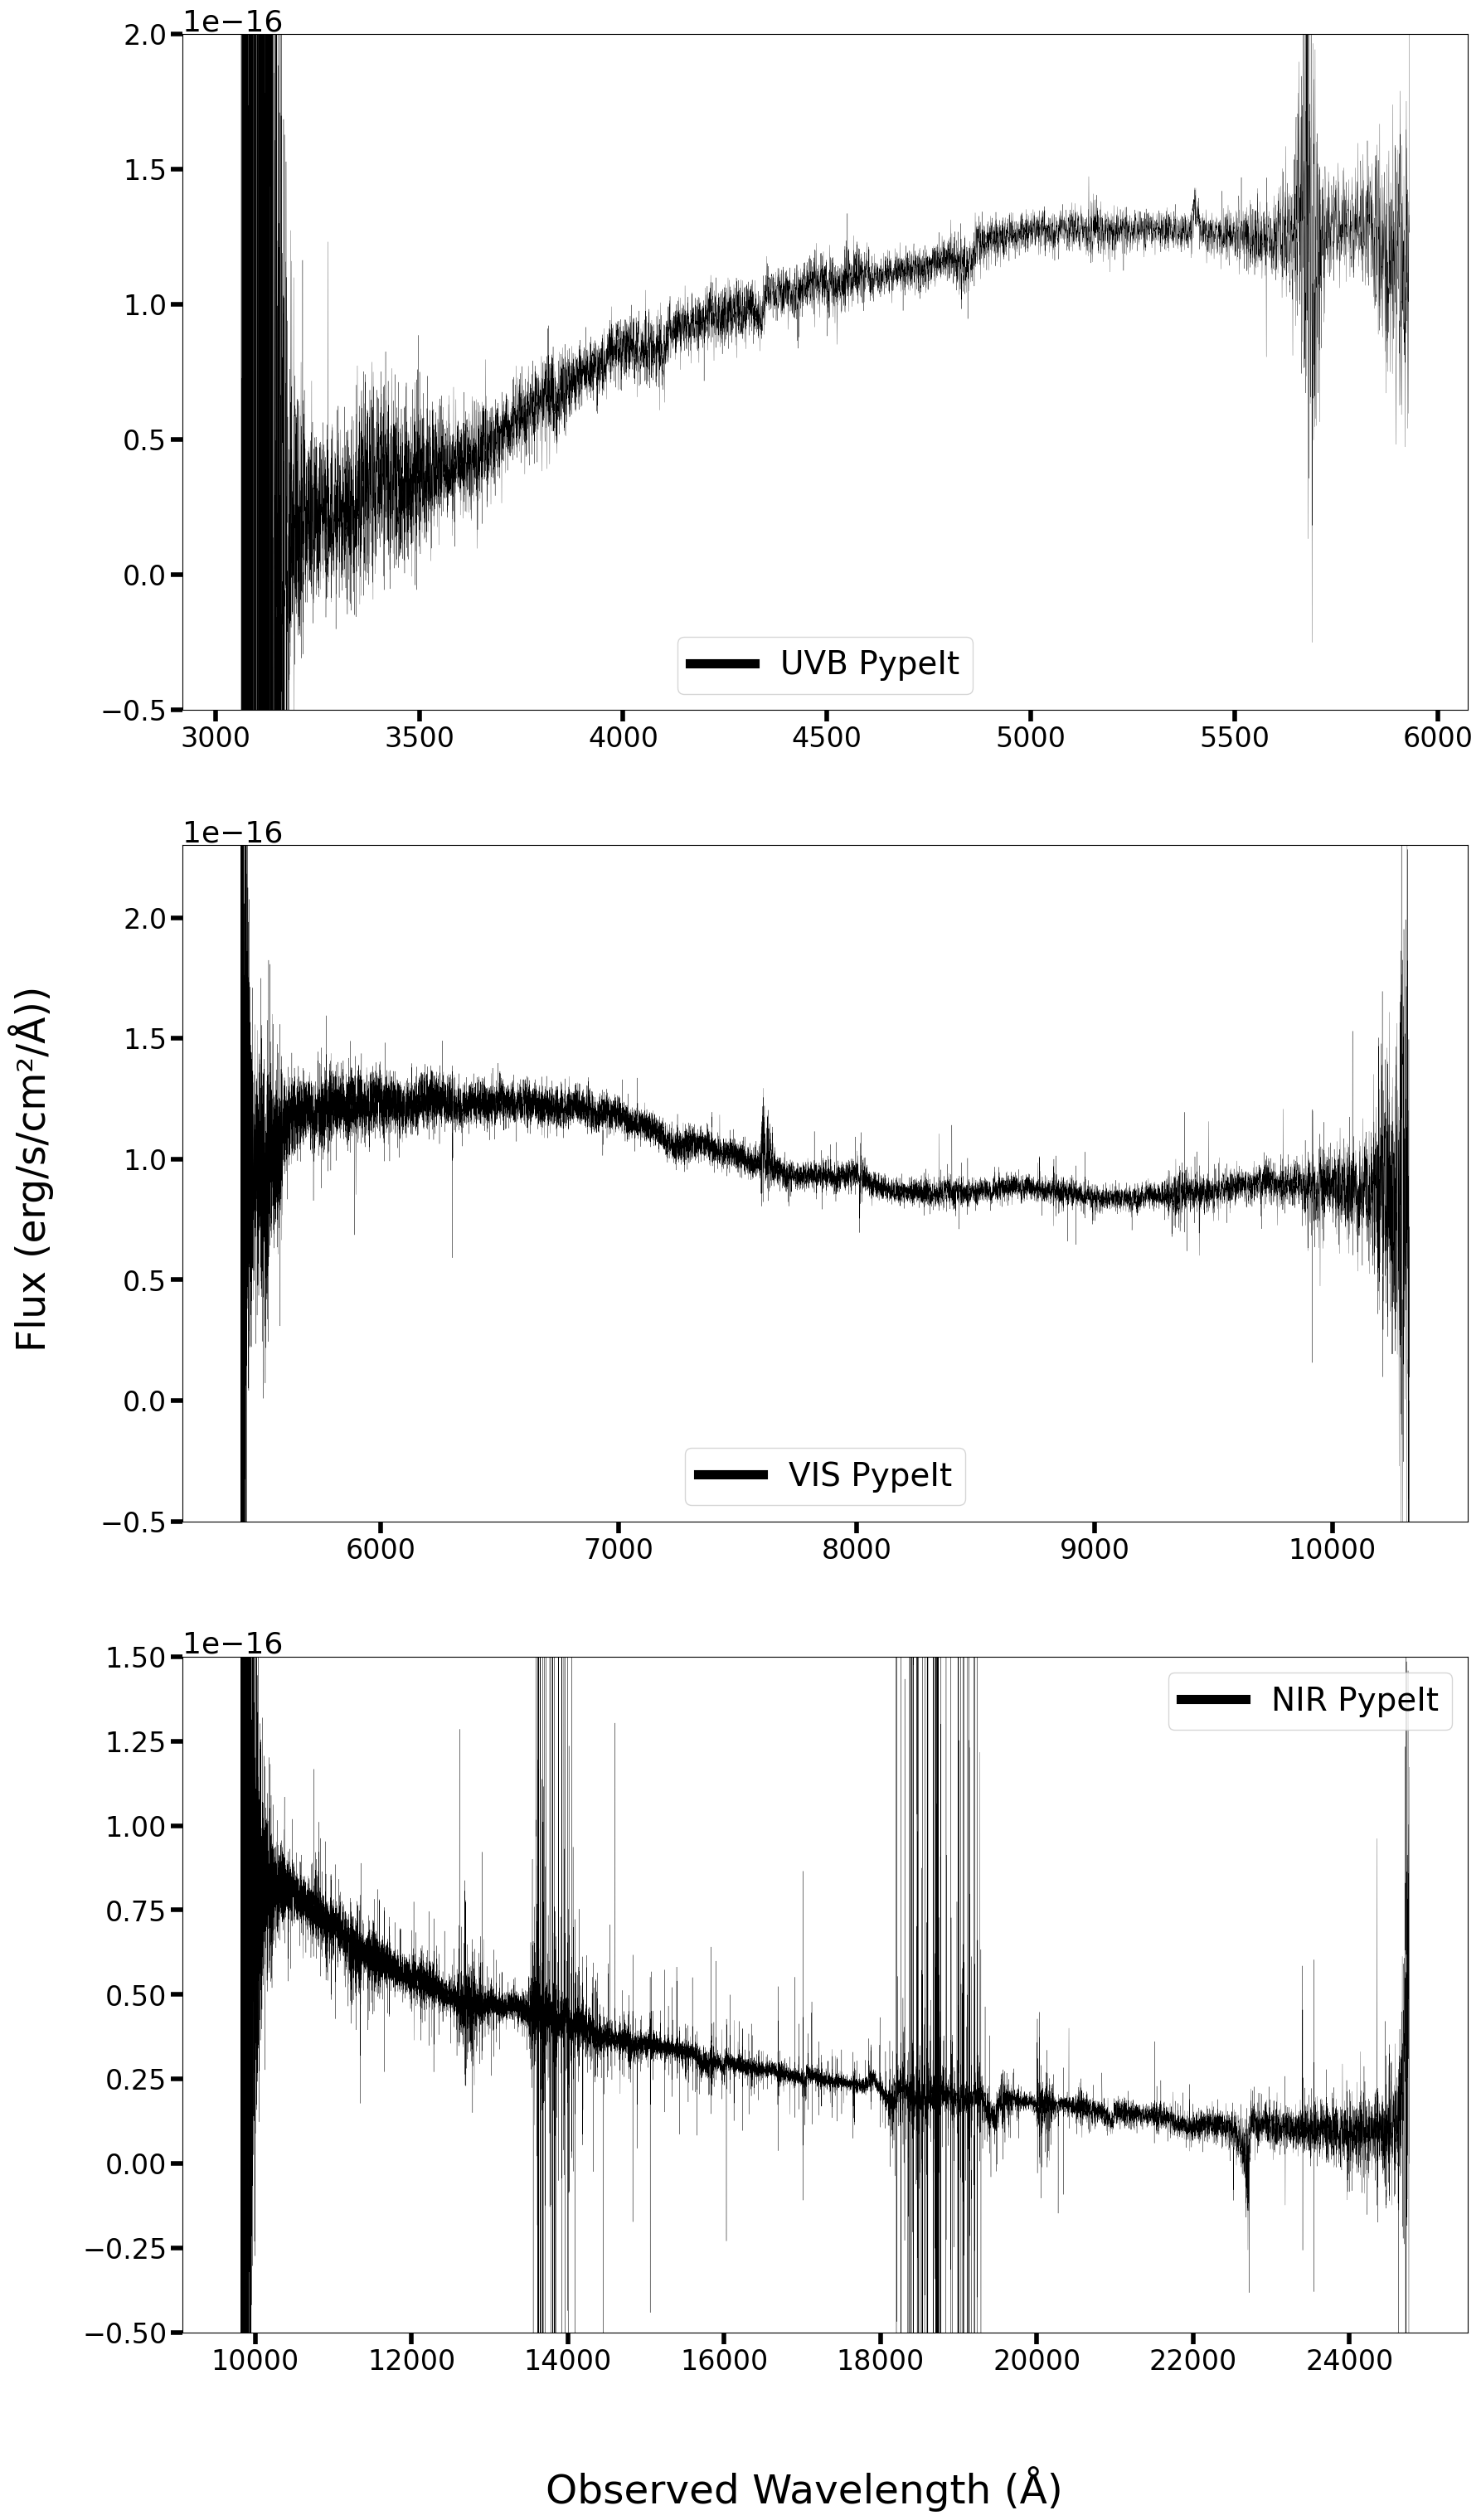 1e−16
2.0
1.5
1.0
0.5
0.0
−0.5
UVB PypeIt
3000 3500 4000 4500 5000 5500 6000
1e−16
2.0
1.5
1.0
0.5
0.0
−0.5
VIS PypeIt
6000 7000 8000 9000 10000
Flux (erg/s/cm²/Å))
1e−16
1.50
1.25
1.00
0.75
0.50
0.25
0.00
−0.25
−0.50
NIR PypeIt
10000 12000 14000 16000 18000 20000 22000 24000
Observed Wavelength (Å)